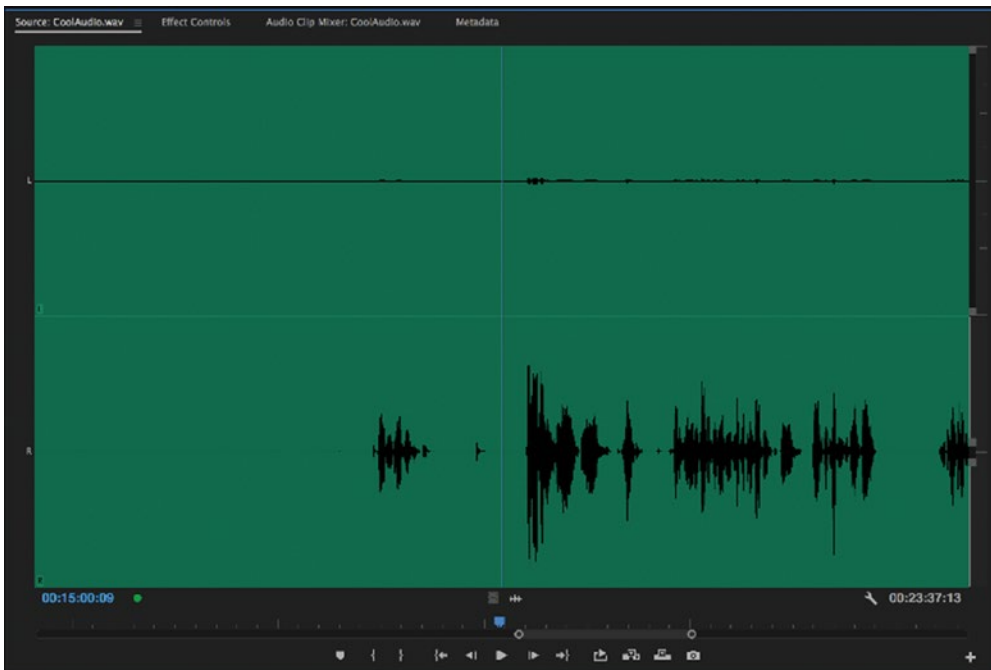 Source: CoolAudio.wav Effect Controls Audio Clip Mixer: CoolAudio.wav Metadata
L
R
00:15:00:09 00:23:37:13